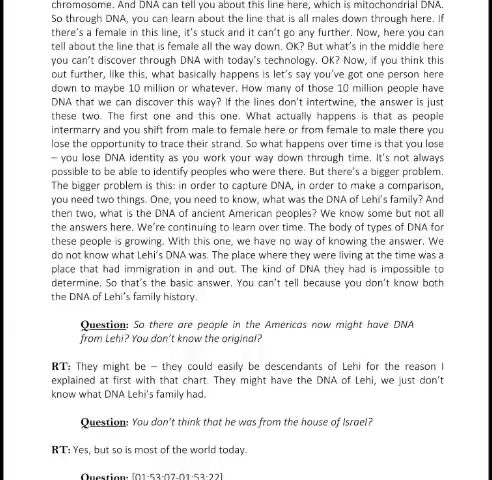 chromosome. And DNA can tell you about this line here, which is mitochondrial DNA.
So through DNA, you can learn about the line that is all males down through here. If
there's a female in this line, it's stuck and it can't go any further. Now, here you can
tell about the line that is female all the way down. OK? But what's in the middle here
you can't discover through DNA with today's technology. OK? Now, if you think this
out further, like this, what basically happens is let's say you've got one person here
down to maybe 10 million or whatever. How many of those 10 million people have
DNA that we can discover this way? If the lines don't intertwine, the answer is just
these two. The first one and this one. What actually happens is that as people
intermarry and you shift from male to female here or from female to male there you
lose the opportunity to trace their strand. So what happens over time is that you lose
– you lose DNA identity as you work your way down through time. It's not always
possible to be able to identify peoples who were there. But there's a bigger problem.
The bigger problem is this: in order to capture DNA, in order to make a comparison,
you need two things. One, you need to know, what was the DNA of Lehi's family? And
then two, what is the DNA of ancient American peoples? We know some but not all
the answers here. We're continuing to learn over time. The body of types of DNA for
these people is growing. With this one, we have no way of knowing the answer. We
do not know what Lehi's DNA was. The place where they were living at the time was a
place that had immigration in and out. The kind of DNA they had is impossible to
determine. So that's the basic answer. You can't tell because you don't know both
the DNA of Lehi's family history.
Question: So there are people in the Americas now might have DNA
from Lehi? You don't know the original?
RT: They might be – they could easily be descendants of Lehi for the reason I
explained at first with that chart. They might have the DNA of Lehi, we just don't
know what DNA Lehi's family had.
Question: You don't think that he was from the house of Israel?
RT: Yes, but so is most of the world today.
Question: [01:53:07-01:53:22]